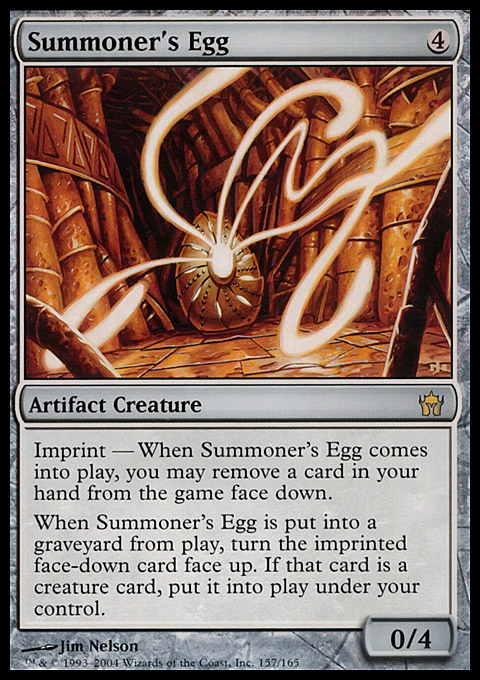 Summoner's Egg 4
Artifact Creature
Imprint — When Summoner's Egg comes
into play, you may remove a card in your
hand from the game face down.
When Summoner's Egg is put into a
graveyard from play, turn the imprinted
face-down card face up. If that card is a
creature card, put it into play under your
control.
Jim Nelson
0/4
™ & © 1993–2004 Wizards of the Coast, Inc. 157/165